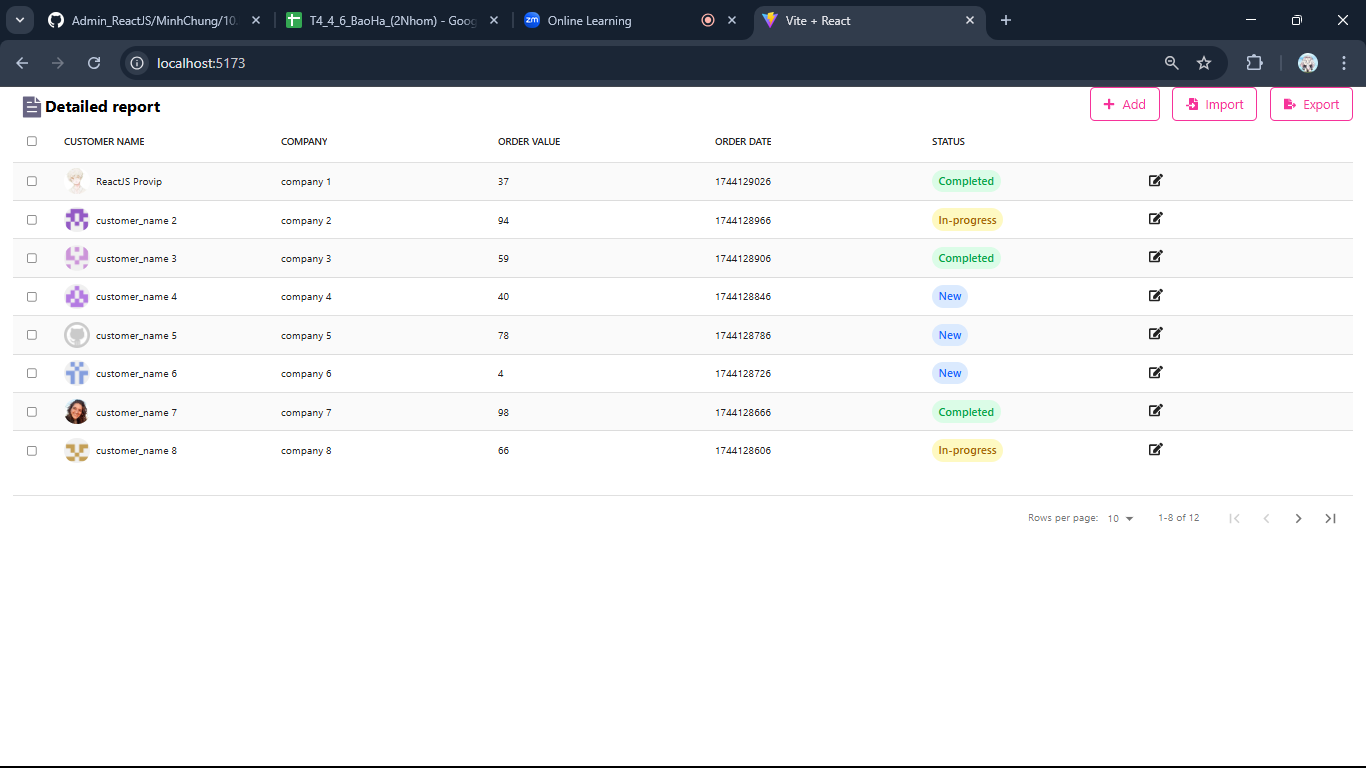 Admin_ReactJS/MinhChung/10.
T4_4_6_BaoHa_(2Nhom) - Goog
zm Online Learning
Vite + React
localhost:5173
Detailed report
Add
Import
Export
CUSTOMER NAME COMPANY ORDER VALUE ORDER DATE STATUS
ReactJS Provip company 1 37 1744129026 Completed
customer_name 2 company 2 94 1744128966 In-progress
customer_name 3 company 3 59 1744128906 Completed
customer_name 4 company 4 40 1744128846 New
customer_name 5 company 5 78 1744128786 New
customer_name 6 company 6 4 1744128726 New
customer_name 7 company 7 98 1744128666 Completed
customer_name 8 company 8 66 1744128606 In-progress
Rows per page: 10 1-8 of 12